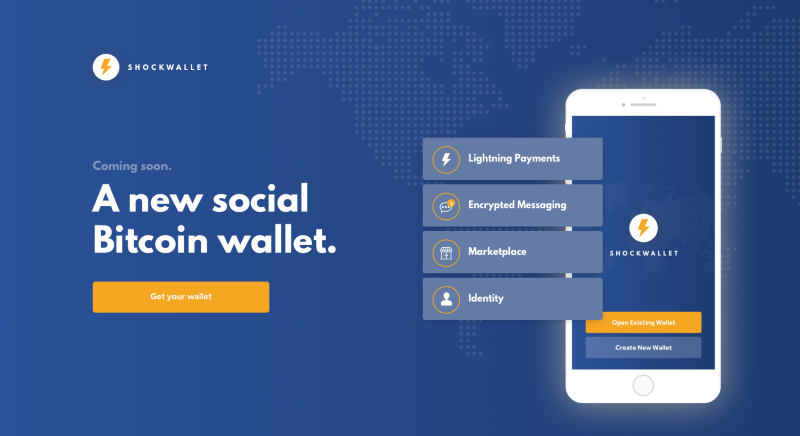 SHOCKWALLET
Coming soon.
A new social
Bitcoin wallet.
Get your wallet
Lightning Payments
Encrypted Messaging
Marketplace
Identity
SHOCKWALLET
Open Existing Wallet
Create New Wallet